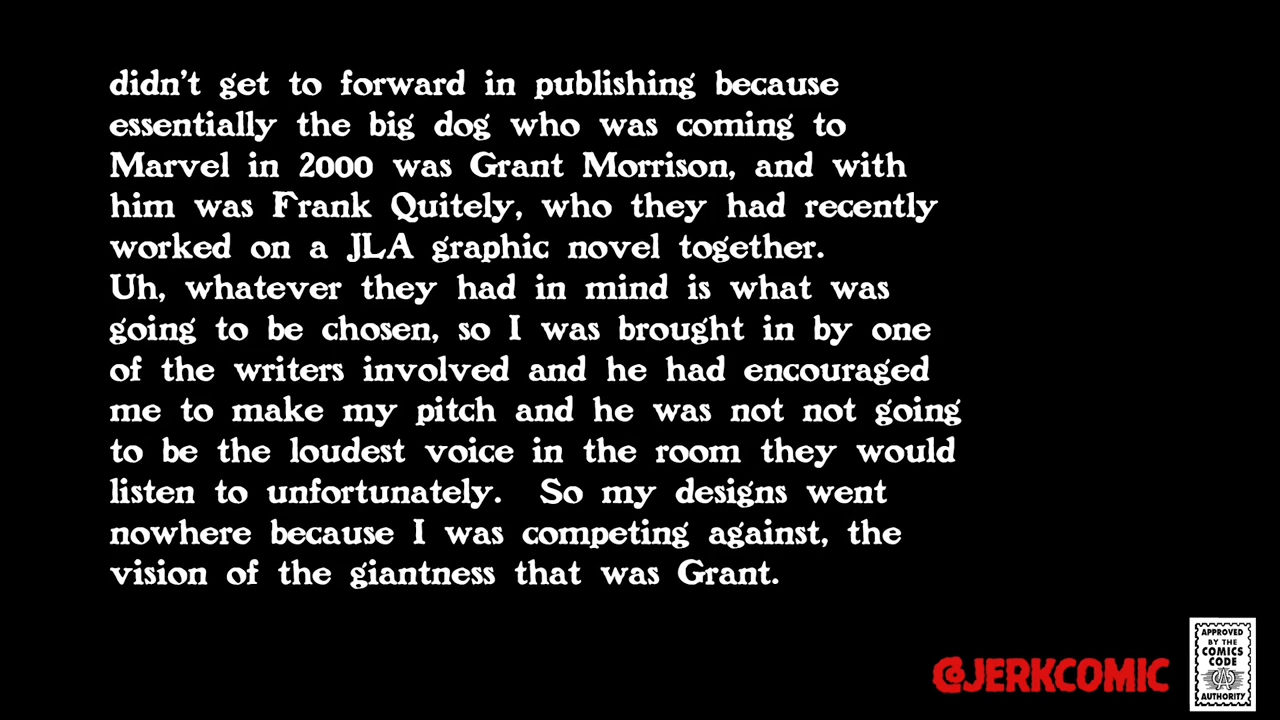 didn't get to forward in publishing because
essentially the big dog who was coming to
Marvel in 2000 was Grant Morrison, and with
him was Frank Quitely, who they had recently
worked on a JLA graphic novel together.
Uh, whatever they had in mind is what was
going to be chosen, so I was brought in by one
of the writers involved and he had encouraged
me to make my pitch and he was not not going
to be the loudest voice in the room they would
listen to unfortunately.  So my designs went
nowhere because I was competing against, the
vision of the giantness that was Grant.
@JERKCOMIC
APPROVED
BY THE
COMICS
CODE
CA
AUTHORITY